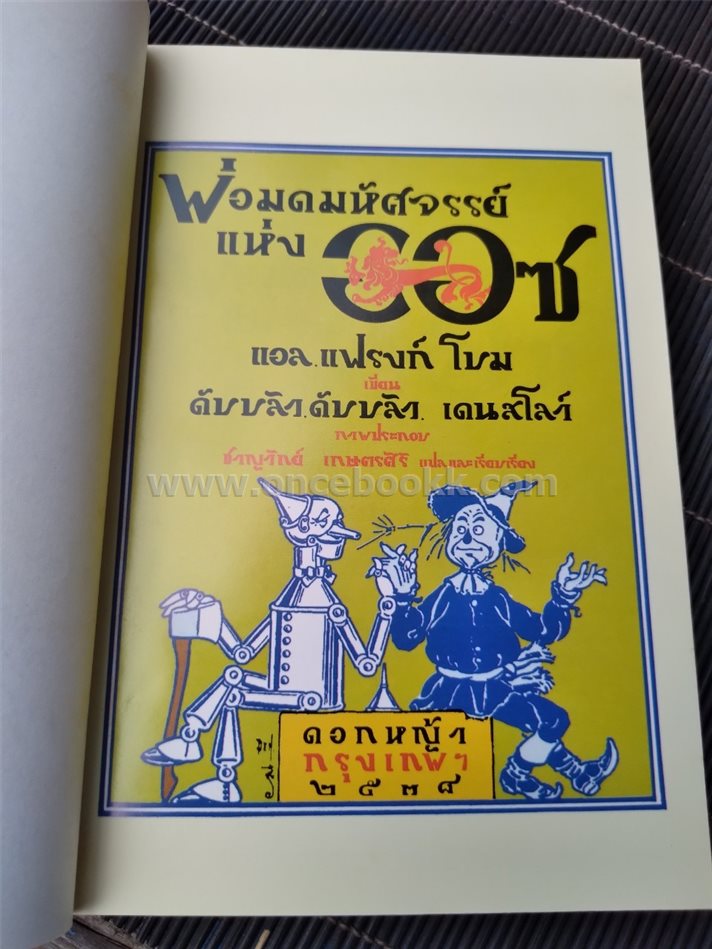 พ่อมดมหัศจรรย์
แห่ง ออซ
แอล. แฟรงก์ โบม
เขียน
ดับบลิว. ดับบลิว. เดนสโลว์
ภาพประกอบ
ชาญวิทย์ เกษตรศิริ แปลและเรียบเรียง
www.oncebookk.com
ดอกหญ้า
กรุงเทพฯ
๒๕๓๘